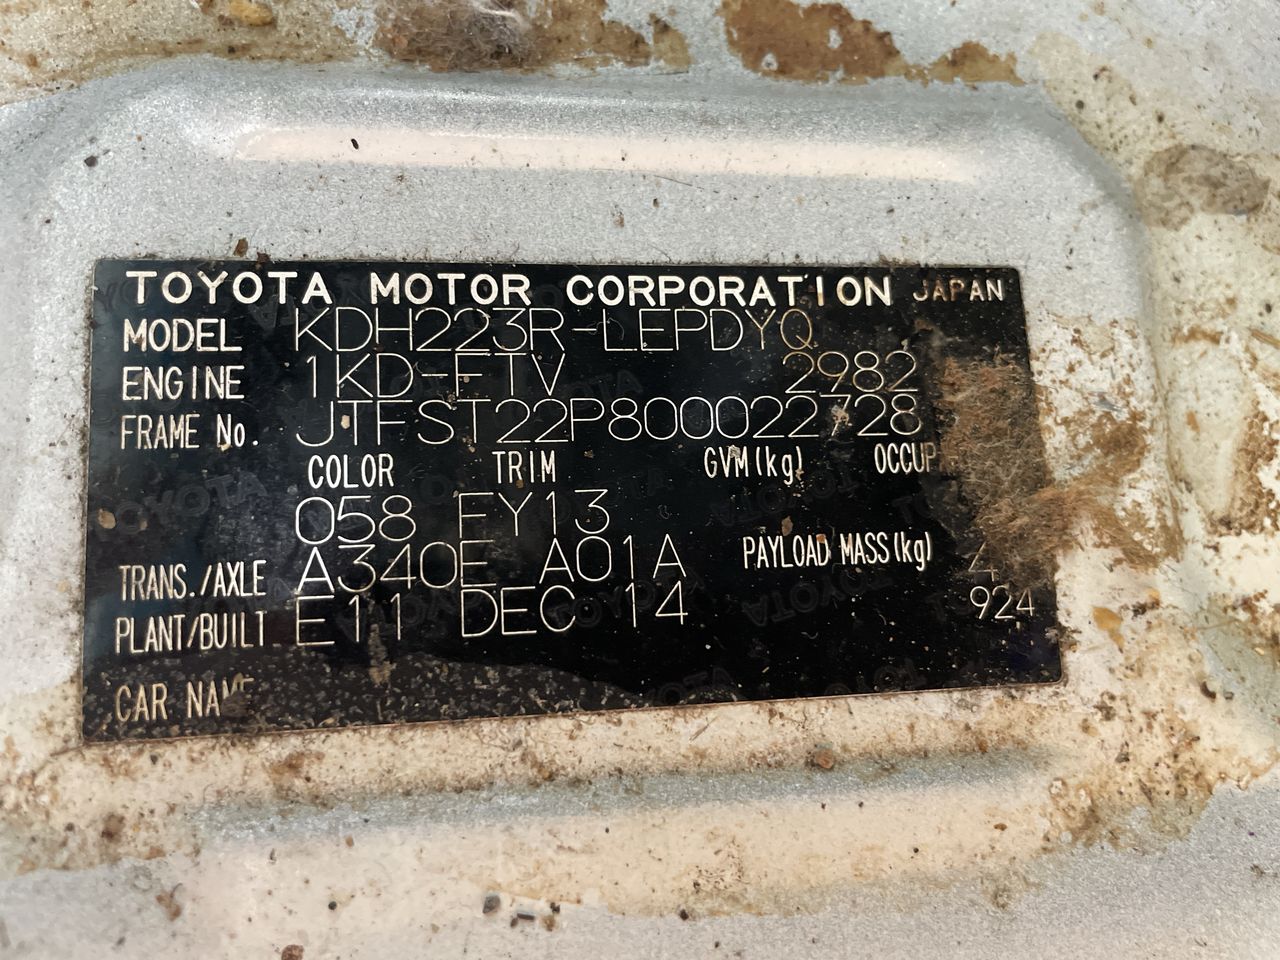 TOYOTA MOTOR CORPORATION JAPAN
MODEL KDH223R-LEPDYQ
ENGINE 1KD-FTV 2982
FRAME No. JTFST22P800022728
COLOR TRIM GVM(kg) OCCUP
058 FY13
TRANS./AXLE A340E A01A PAYLOAD MASS(kg) 4
PLANT/BUILT E11 DEC 14 924
CAR NAME